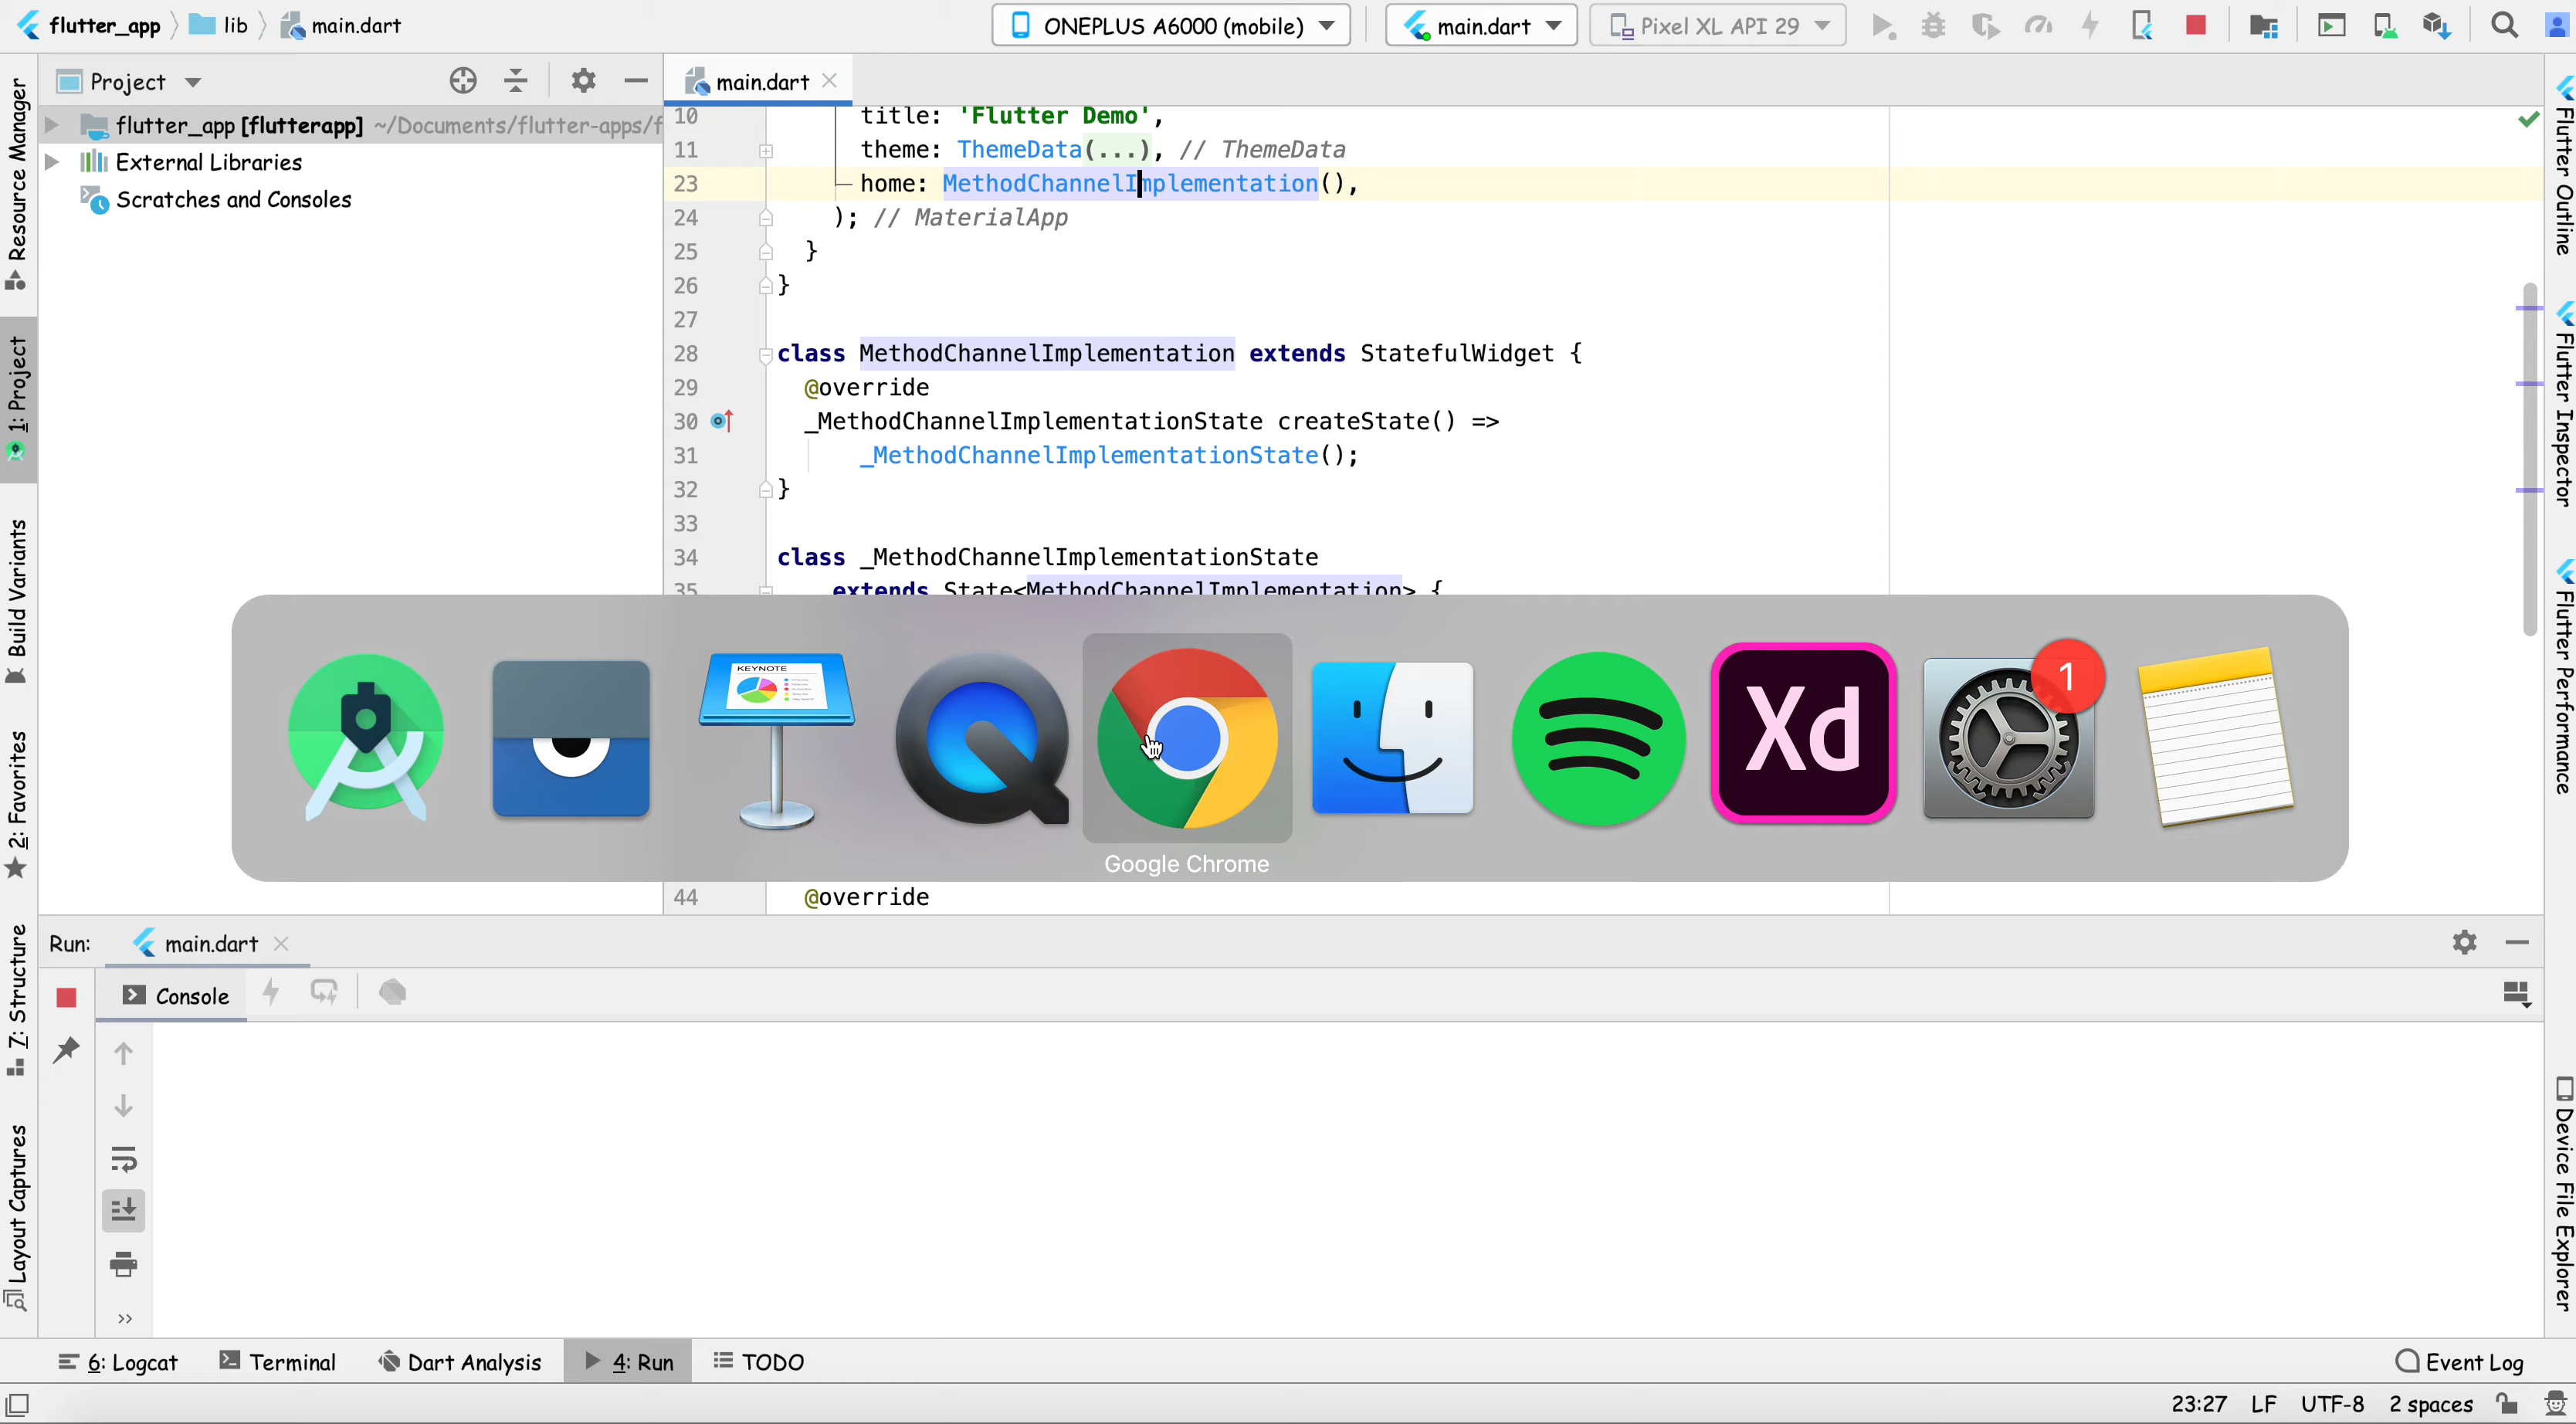 flutter_app lib main.dart ONEPLUS A6000 (mobile) main.dart Pixel XL API 29
Project main.dart
flutter_app [flutterapp] ~/Documents/flutter-apps/f
External Libraries
Scratches and Consoles
10 title: 'Flutter Demo',
11 theme: ThemeData(...), // ThemeData
23 home: MethodChannelImplementation(),
24 ); // MaterialApp
25 }
26 }
27
28 class MethodChannelImplementation extends StatefulWidget {
29 @override
30 _MethodChannelImplementationState createState() =>
31 _MethodChannelImplementationState();
32 }
33
34 class _MethodChannelImplementationState
35 extends State<MethodChannelImplementation> {
KEYNOTE
Xd
1
Google Chrome
44 @override
Resource Manager
1: Project
Build Variants
2: Favorites
7: Structure
Layout Captures
Flutter Outline
Flutter Inspector
Flutter Performance
Device File Explorer
Run: main.dart
Console
6: Logcat Terminal Dart Analysis 4: Run TODO Event Log
23:27 LF UTF-8 2 spaces